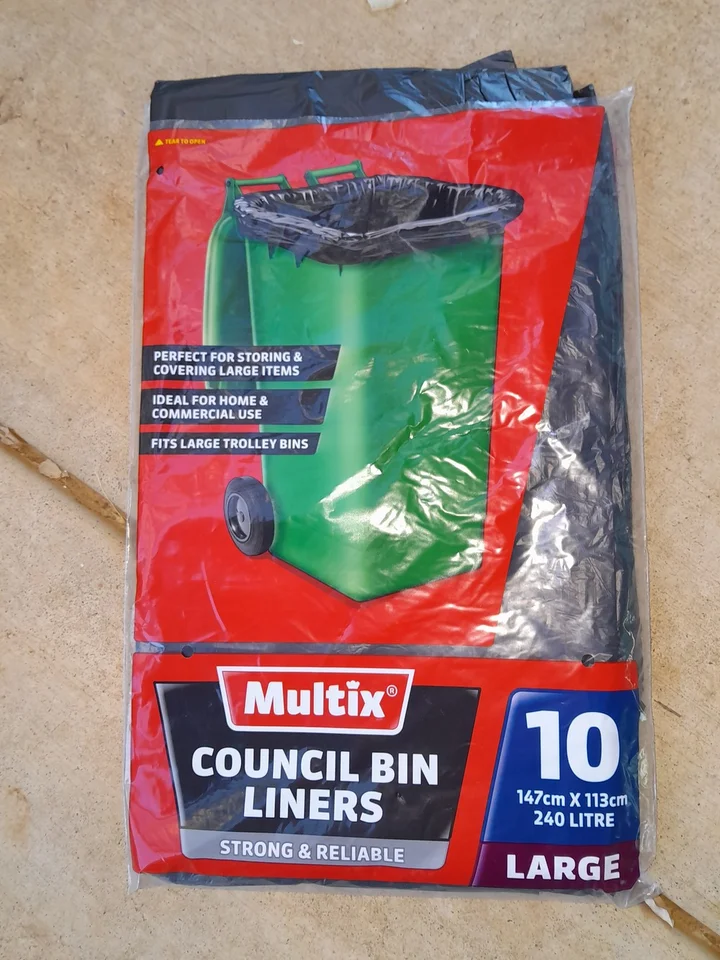 TEAR TO OPEN
PERFECT FOR STORING &
COVERING LARGE ITEMS
IDEAL FOR HOME &
COMMERCIAL USE
FITS LARGE TROLLEY BINS
Multix®
COUNCIL BIN
LINERS
STRONG & RELIABLE
10
147cm X 113cm
240 LITRE
LARGE